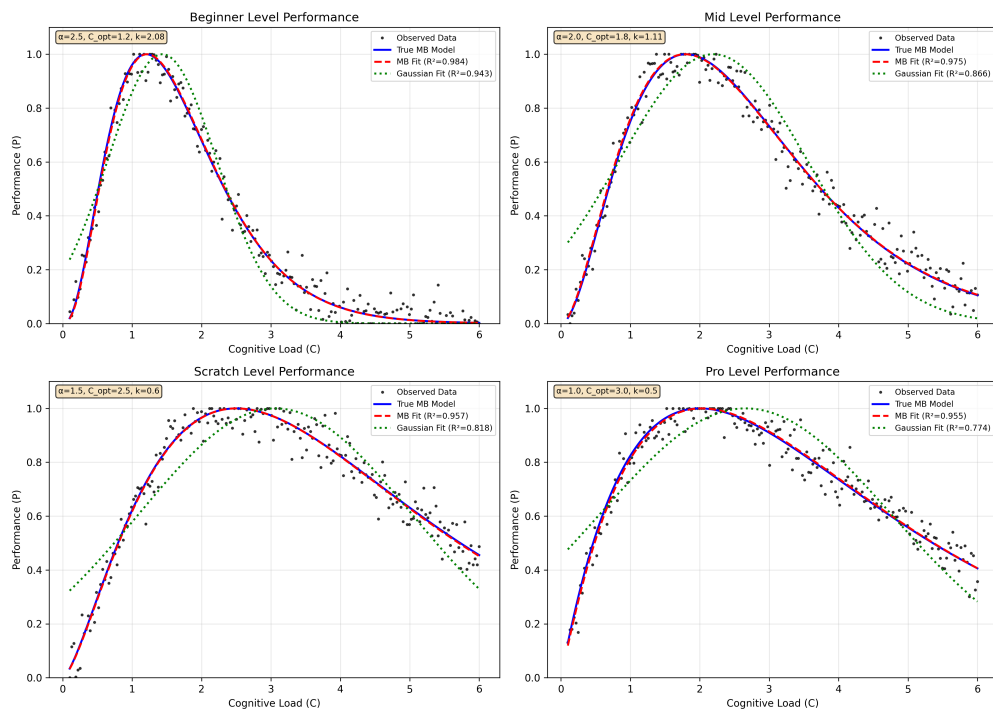 Beginner Level Performance
α=2.5, C_opt=1.2, k=2.08
Observed Data
True MB Model
MB Fit (R²=0.984)
Gaussian Fit (R²=0.943)
Performance (P)
1.0
0.8
0.6
0.4
0.2
0.0
0 1 2 3 4 5 6
Cognitive Load (C)
Mid Level Performance
α=2.0, C_opt=1.8, k=1.11
Observed Data
True MB Model
MB Fit (R²=0.975)
Gaussian Fit (R²=0.866)
Performance (P)
1.0
0.8
0.6
0.4
0.2
0.0
0 1 2 3 4 5 6
Cognitive Load (C)
Scratch Level Performance
α=1.5, C_opt=2.5, k=0.6
Observed Data
True MB Model
MB Fit (R²=0.957)
Gaussian Fit (R²=0.818)
Performance (P)
1.0
0.8
0.6
0.4
0.2
0.0
0 1 2 3 4 5 6
Cognitive Load (C)
Pro Level Performance
α=1.0, C_opt=3.0, k=0.5
Observed Data
True MB Model
MB Fit (R²=0.955)
Gaussian Fit (R²=0.774)
Performance (P)
1.0
0.8
0.6
0.4
0.2
0.0
0 1 2 3 4 5 6
Cognitive Load (C)